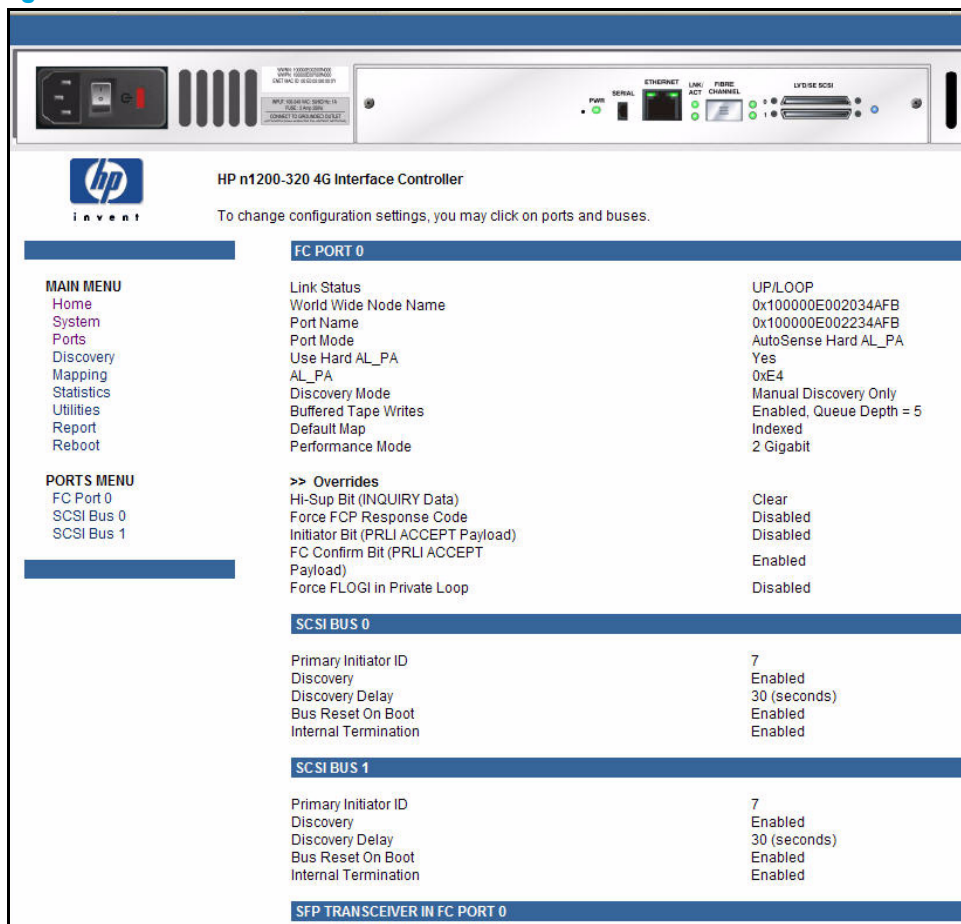 PWR
SERIAL
ETHERNET
LNK/
ACT
FIBRE
CHANNEL
LVD/SE SCSI
0
1
hp
invent
HP n1200-320 4G Interface Controller
To change configuration settings, you may click on ports and buses.
MAIN MENU
Home
System
Ports
Discovery
Mapping
Statistics
Utilities
Report
Reboot
PORTS MENU
FC Port 0
SCSI Bus 0
SCSI Bus 1
FC PORT 0
Link Status UP/LOOP
World Wide Node Name 0x100000E002034AFB
Port Name 0x100000E002234AFB
Port Mode AutoSense Hard AL_PA
Use Hard AL_PA Yes
AL_PA 0xE4
Discovery Mode Manual Discovery Only
Buffered Tape Writes Enabled, Queue Depth = 5
Default Map Indexed
Performance Mode 2 Gigabit
>> Overrides
Hi-Sup Bit (INQUIRY Data) Clear
Force FCP Response Code Disabled
Initiator Bit (PRLI ACCEPT Payload) Disabled
FC Confirm Bit (PRLI ACCEPT
Payload) Enabled
Force FLOGI in Private Loop Disabled
SCSI BUS 0
Primary Initiator ID 7
Discovery Enabled
Discovery Delay 30 (seconds)
Bus Reset On Boot Enabled
Internal Termination Enabled
SCSI BUS 1
Primary Initiator ID 7
Discovery Enabled
Discovery Delay 30 (seconds)
Bus Reset On Boot Enabled
Internal Termination Enabled
SFP TRANSCEIVER IN FC PORT 0